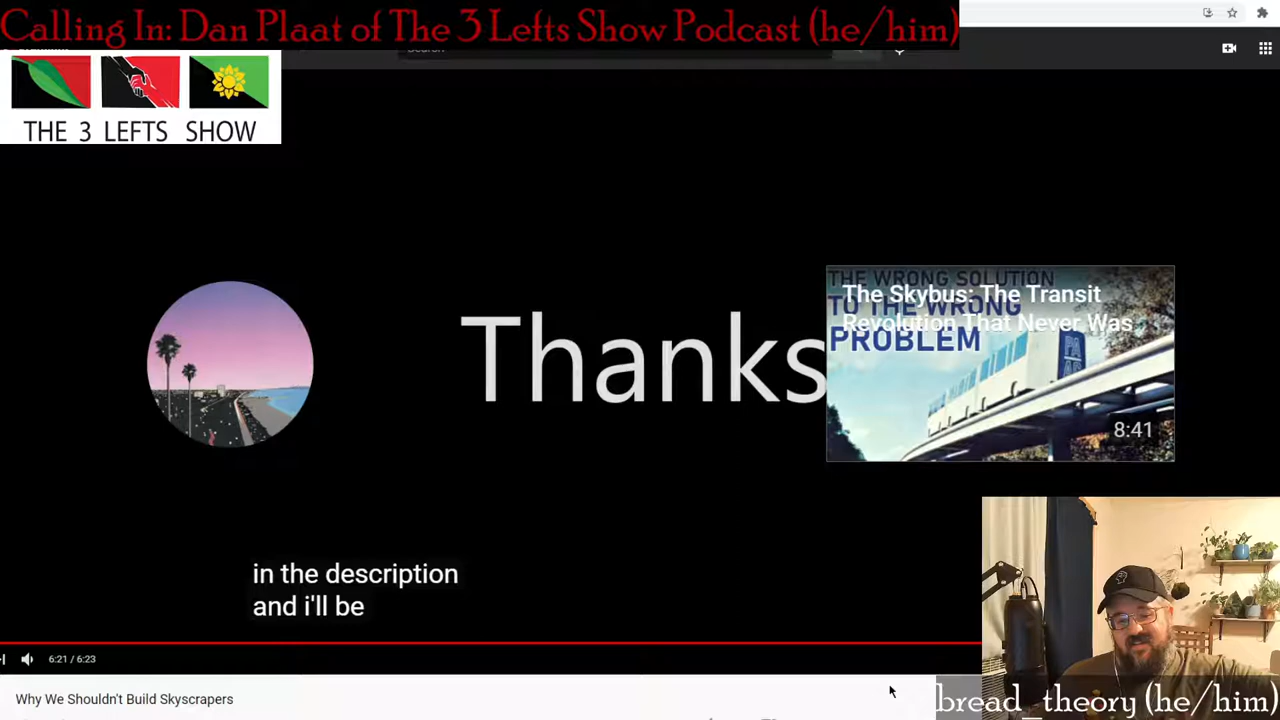 Calling In: Dan Plaat of The 3 Lefts Show Podcast (he/him)
THE 3 LEFTS SHOW
Thanks
THE WRONG SOLUTION
TO THE WRONG
PROBLEM
The Skybus: The Transit
Revolution That Never Was
8:41
in the description
and i'll be
6:21 / 6:23
Why We Shouldn't Build Skyscrapers
bread_theory (he/him)